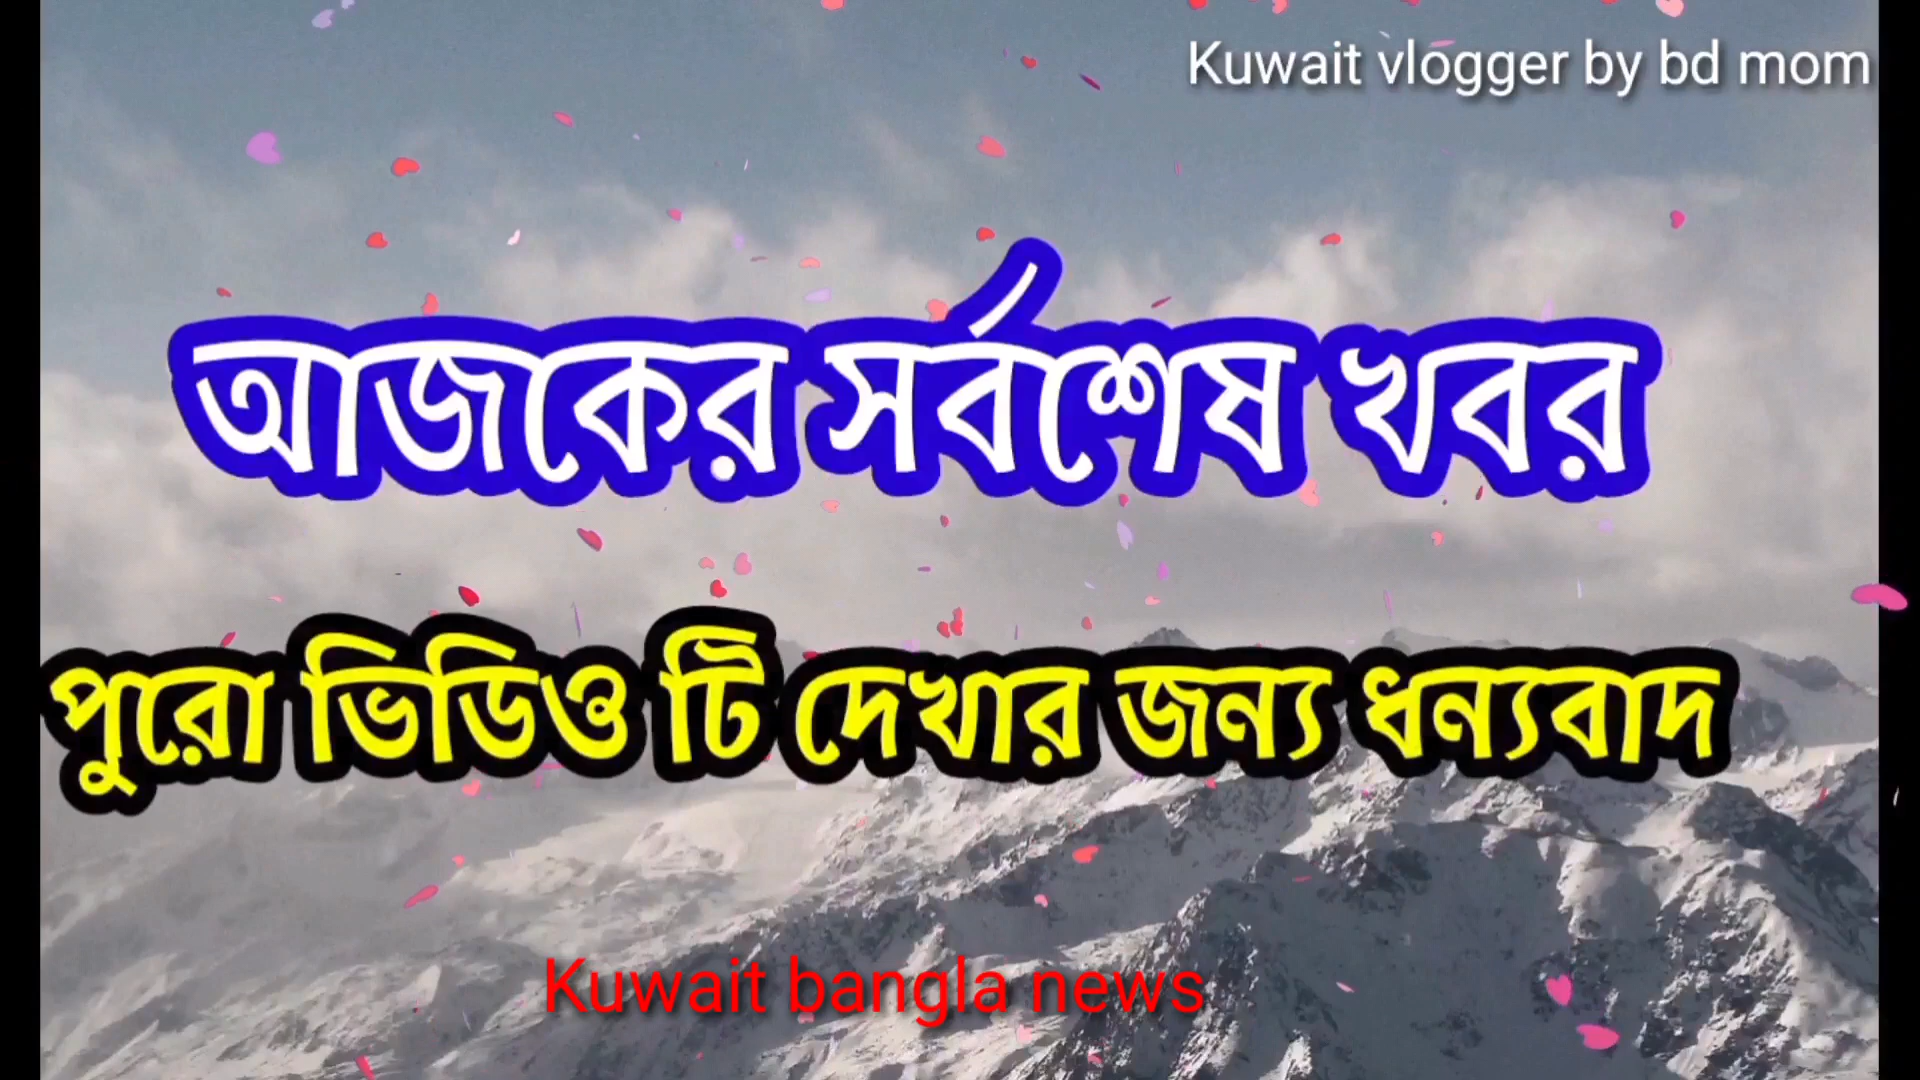 Kuwait vlogger by bd mom
আজকের সর্বশেষ খবর
পুরো ভিডিও টি দেখার জন্য ধন্যবাদ
Kuwait bangla news